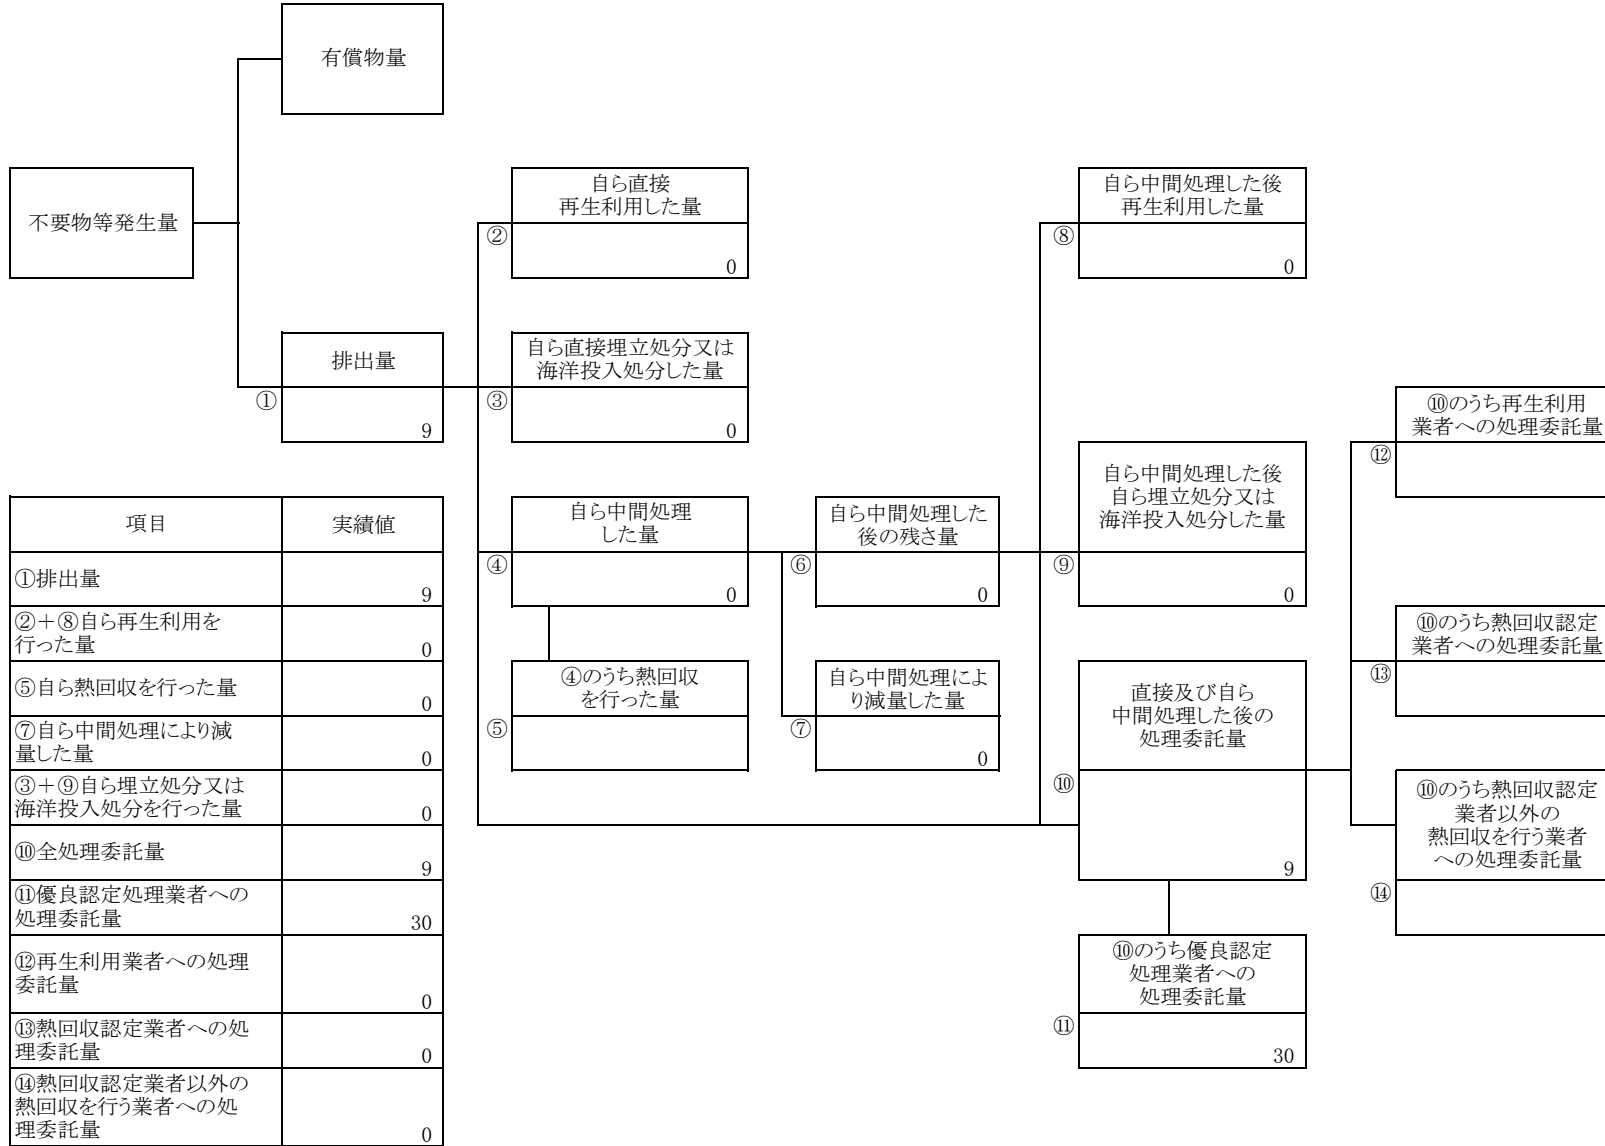 有償物量
不要物等発生量
自ら直接
再生利用した量
②
0
自ら中間処理した後
再生利用した量
⑧
0
排出量
①
9
自ら直接埋立処分又は
海洋投入処分した量
③
0
⑩のうち再生利用
業者への処理委託量
⑫
自ら中間処理
した量
④
0
自ら中間処理した
後の残さ量
⑥
0
自ら中間処理した後
自ら埋立処分又は
海洋投入処分した量
⑨
0
⑩のうち熱回収認定
業者への処理委託量
⑬
④のうち熱回収
を行った量
⑤
自ら中間処理によ
り減量した量
⑦
0
直接及び自ら
中間処理した後の
処理委託量
⑩
9
⑩のうち熱回収認定
業者以外の
熱回収を行う業者
への処理委託量
⑭
⑩のうち優良認定
処理業者への
処理委託量
⑪
30
項目
実績値
①排出量
9
②+⑧自ら再生利用を
行った量
0
⑤自ら熱回収を行った量
0
⑦自ら中間処理により減
量した量
0
③+⑨自ら埋立処分又は
海洋投入処分を行った量
0
⑩全処理委託量
9
⑪優良認定処理業者への
処理委託量
30
⑫再生利用業者への処理
委託量
0
⑬熱回収認定業者への処
理委託量
0
⑭熱回収認定業者以外の
熱回収を行う業者への処
理委託量
0